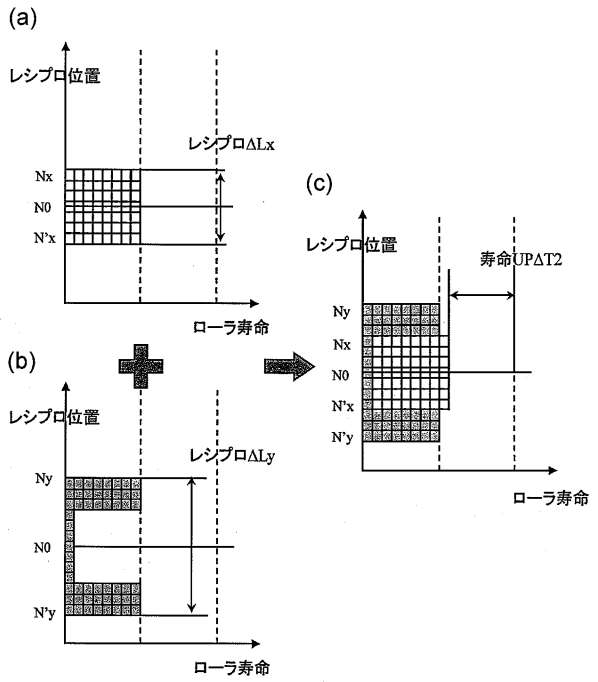 (a)
レシプロ位置
レシプロΔLx
Nx
N0
N'x
ローラ寿命
(b)
レシプロ位置
レシプロΔLy
Ny
N0
N'y
ローラ寿命
(c)
レシプロ位置
寿命UPΔT2
Ny
Nx
N0
N'x
N'y
ローラ寿命